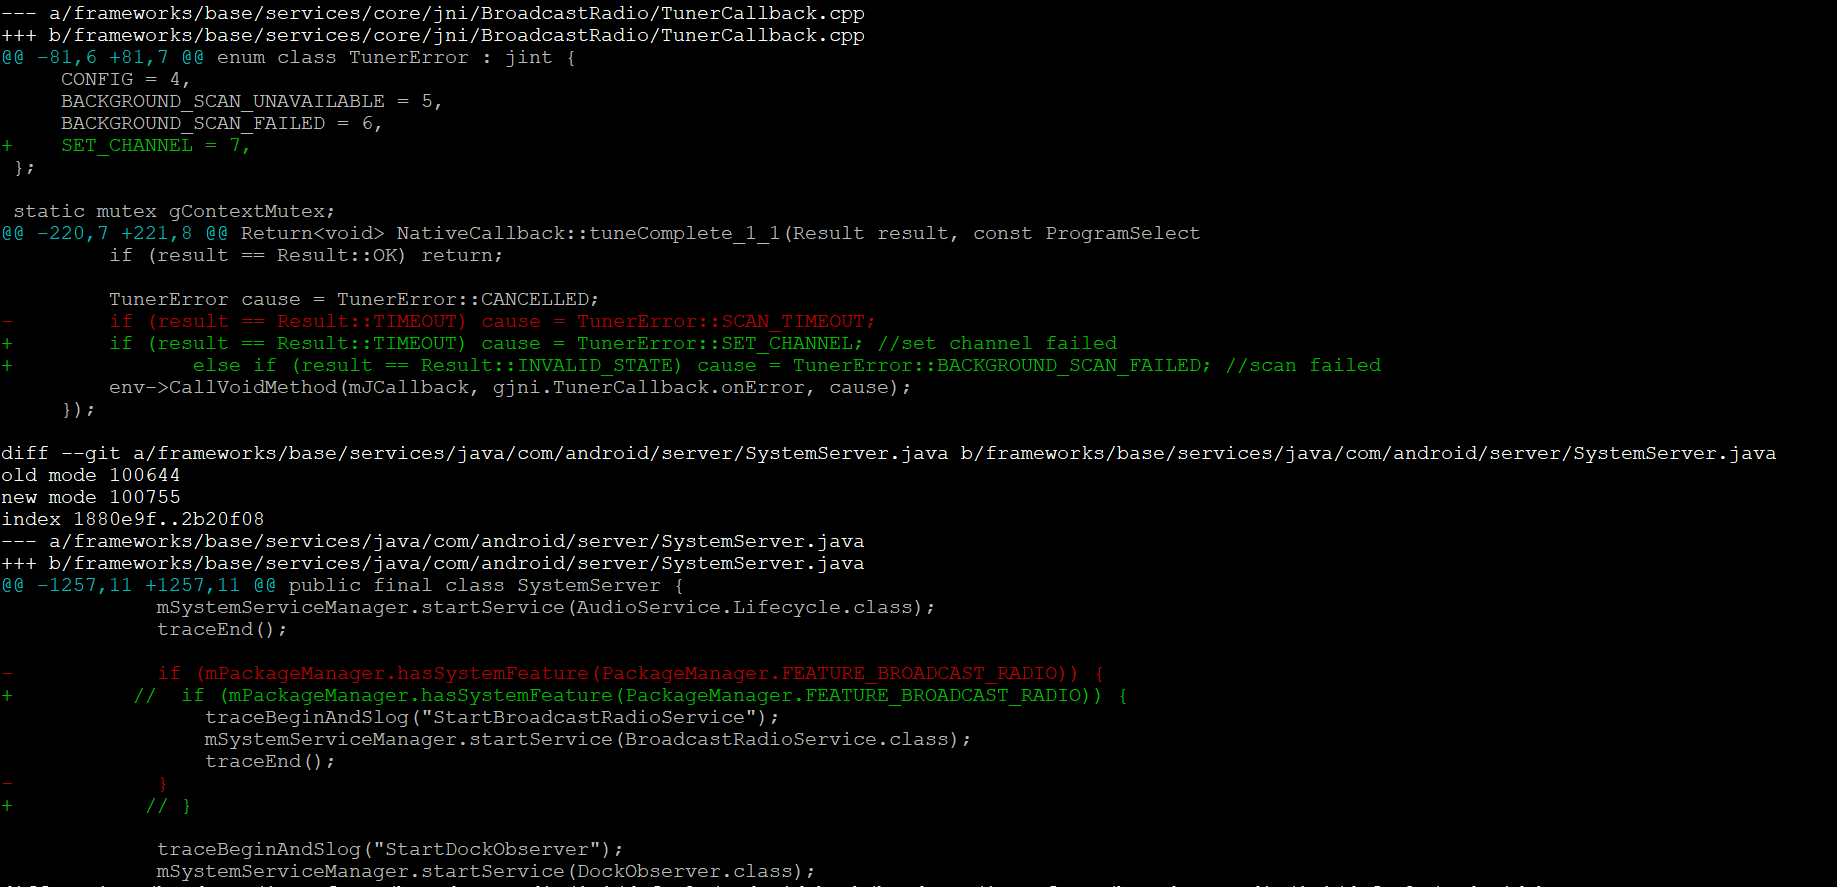 --- a/frameworks/base/services/core/jni/BroadcastRadio/TunerCallback.cpp
+++ b/frameworks/base/services/core/jni/BroadcastRadio/TunerCallback.cpp
@@ -81,6 +81,7 @@ enum class TunerError : jint {
     CONFIG = 4,
     BACKGROUND_SCAN_UNAVAILABLE = 5,
     BACKGROUND_SCAN_FAILED = 6,
+    SET_CHANNEL = 7,
 };

 static mutex gContextMutex;
@@ -220,7 +221,8 @@ Return<void> NativeCallback::tuneComplete_1_1(Result result, const ProgramSelect
         if (result == Result::OK) return;

         TunerError cause = TunerError::CANCELLED;
-        if (result == Result::TIMEOUT) cause = TunerError::SCAN_TIMEOUT;
+        if (result == Result::TIMEOUT) cause = TunerError::SET_CHANNEL; //set channel failed
+               else if (result == Result::INVALID_STATE) cause = TunerError::BACKGROUND_SCAN_FAILED; //scan failed
         env->CallVoidMethod(mJCallback, gjni.TunerCallback.onError, cause);
     });

diff --git a/frameworks/base/services/java/com/android/server/SystemServer.java b/frameworks/base/services/java/com/android/server/SystemServer.java
old mode 100644
new mode 100755
index 1880e9f..2b20f08
--- a/frameworks/base/services/java/com/android/server/SystemServer.java
+++ b/frameworks/base/services/java/com/android/server/SystemServer.java
@@ -1257,11 +1257,11 @@ public final class SystemServer {
             mSystemServiceManager.startService(AudioService.Lifecycle.class);
             traceEnd();

-            if (mPackageManager.hasSystemFeature(PackageManager.FEATURE_BROADCAST_RADIO)) {
+          //  if (mPackageManager.hasSystemFeature(PackageManager.FEATURE_BROADCAST_RADIO)) {
                 traceBeginAndSlog("StartBroadcastRadioService");
                 mSystemServiceManager.startService(BroadcastRadioService.class);
                 traceEnd();
-            }
+           // }

             traceBeginAndSlog("StartDockObserver");
             mSystemServiceManager.startService(DockObserver.class);